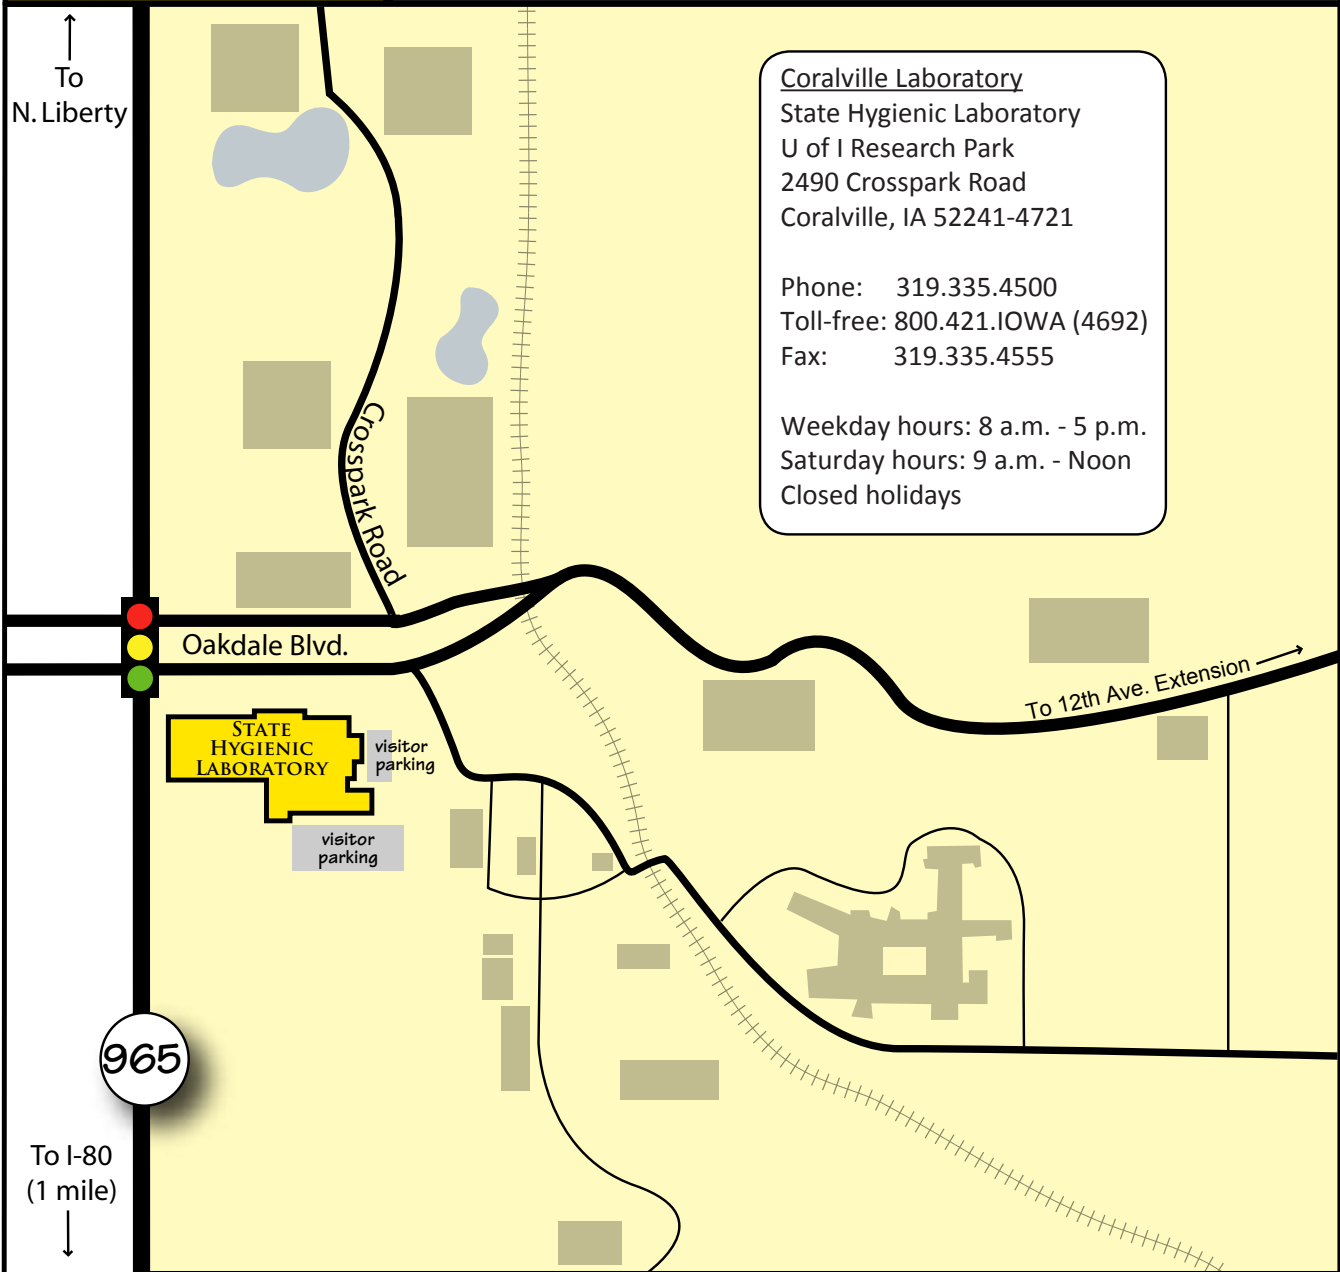 To
N. Liberty
Coralville Laboratory
State Hygienic Laboratory
U of I Research Park
2490 Crosspark Road
Coralville, IA 52241-4721
Phone: 319.335.4500
Toll-free: 800.421.IOWA (4692)
Fax: 319.335.4555
Weekday hours: 8 a.m. - 5 p.m.
Saturday hours: 9 a.m. - Noon
Closed holidays
Crosspark Road
Oakdale Blvd.
To 12th Ave. Extension
STATE
HYGIENIC
LABORATORY
visitor
parking
visitor
parking
965
To I-80
(1 mile)